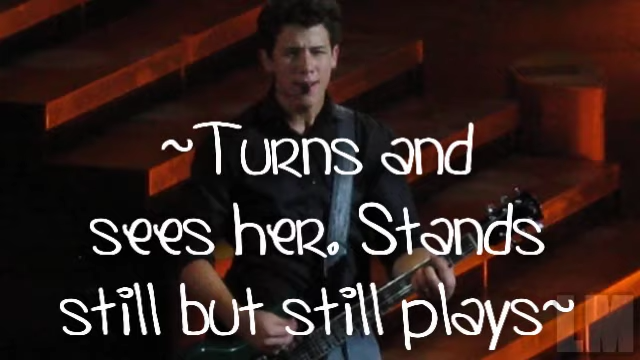 ~Turns and
sees her. Stands
still but still plays~
LM